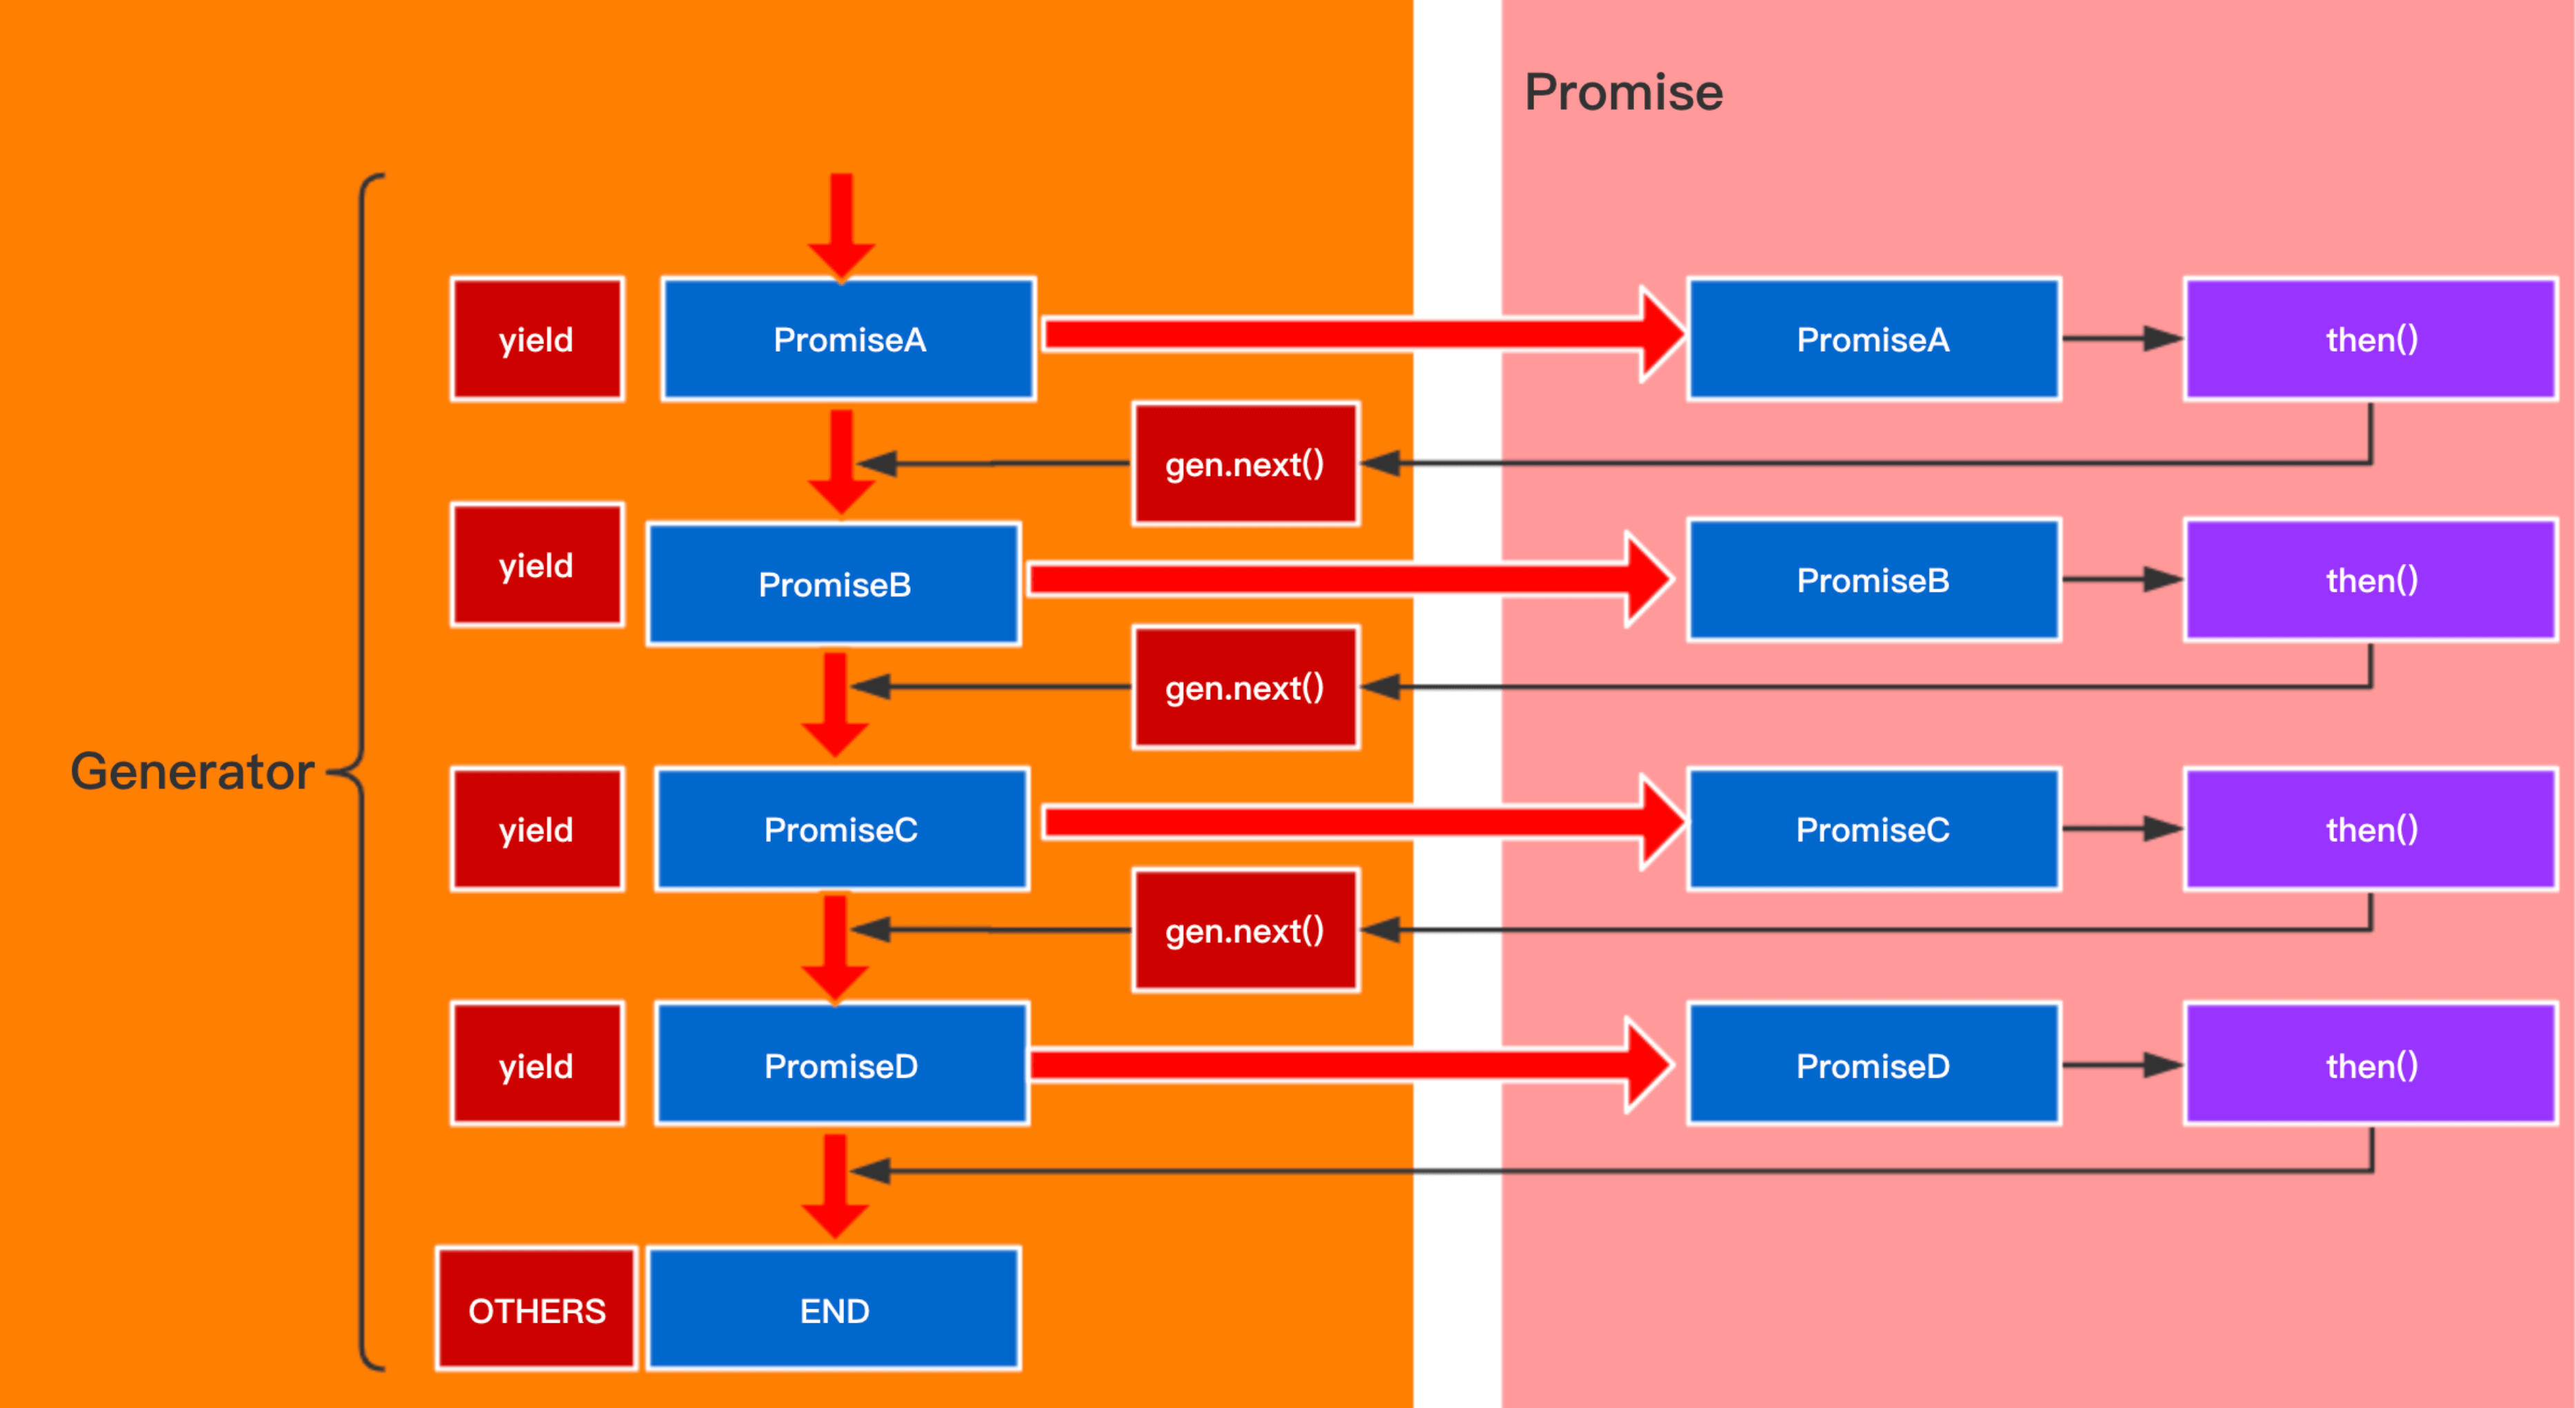 Promise
yield
PromiseA
PromiseA
then()
gen.next()
yield
PromiseB
PromiseB
then()
gen.next()
Generator
yield
PromiseC
PromiseC
then()
gen.next()
yield
PromiseD
PromiseD
then()
OTHERS
END